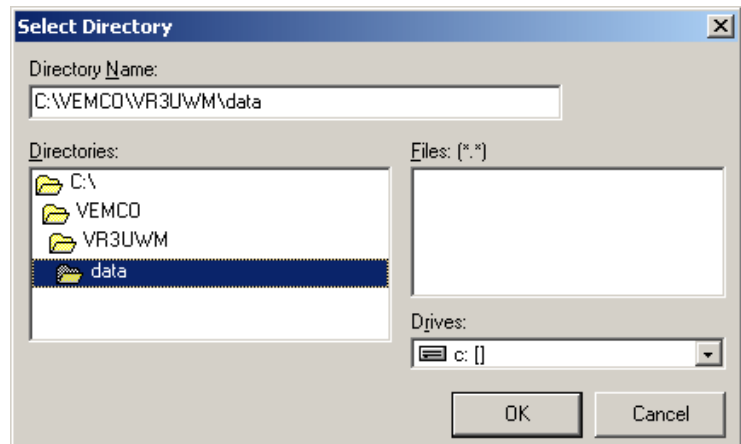 Select Directory
Directory Name:
C:\VEMCO\VR3UWM\data
Directories:
C:\
VEMCO
VR3UWM
data
Files: (*.*)
Drives:
c: []
OK
Cancel